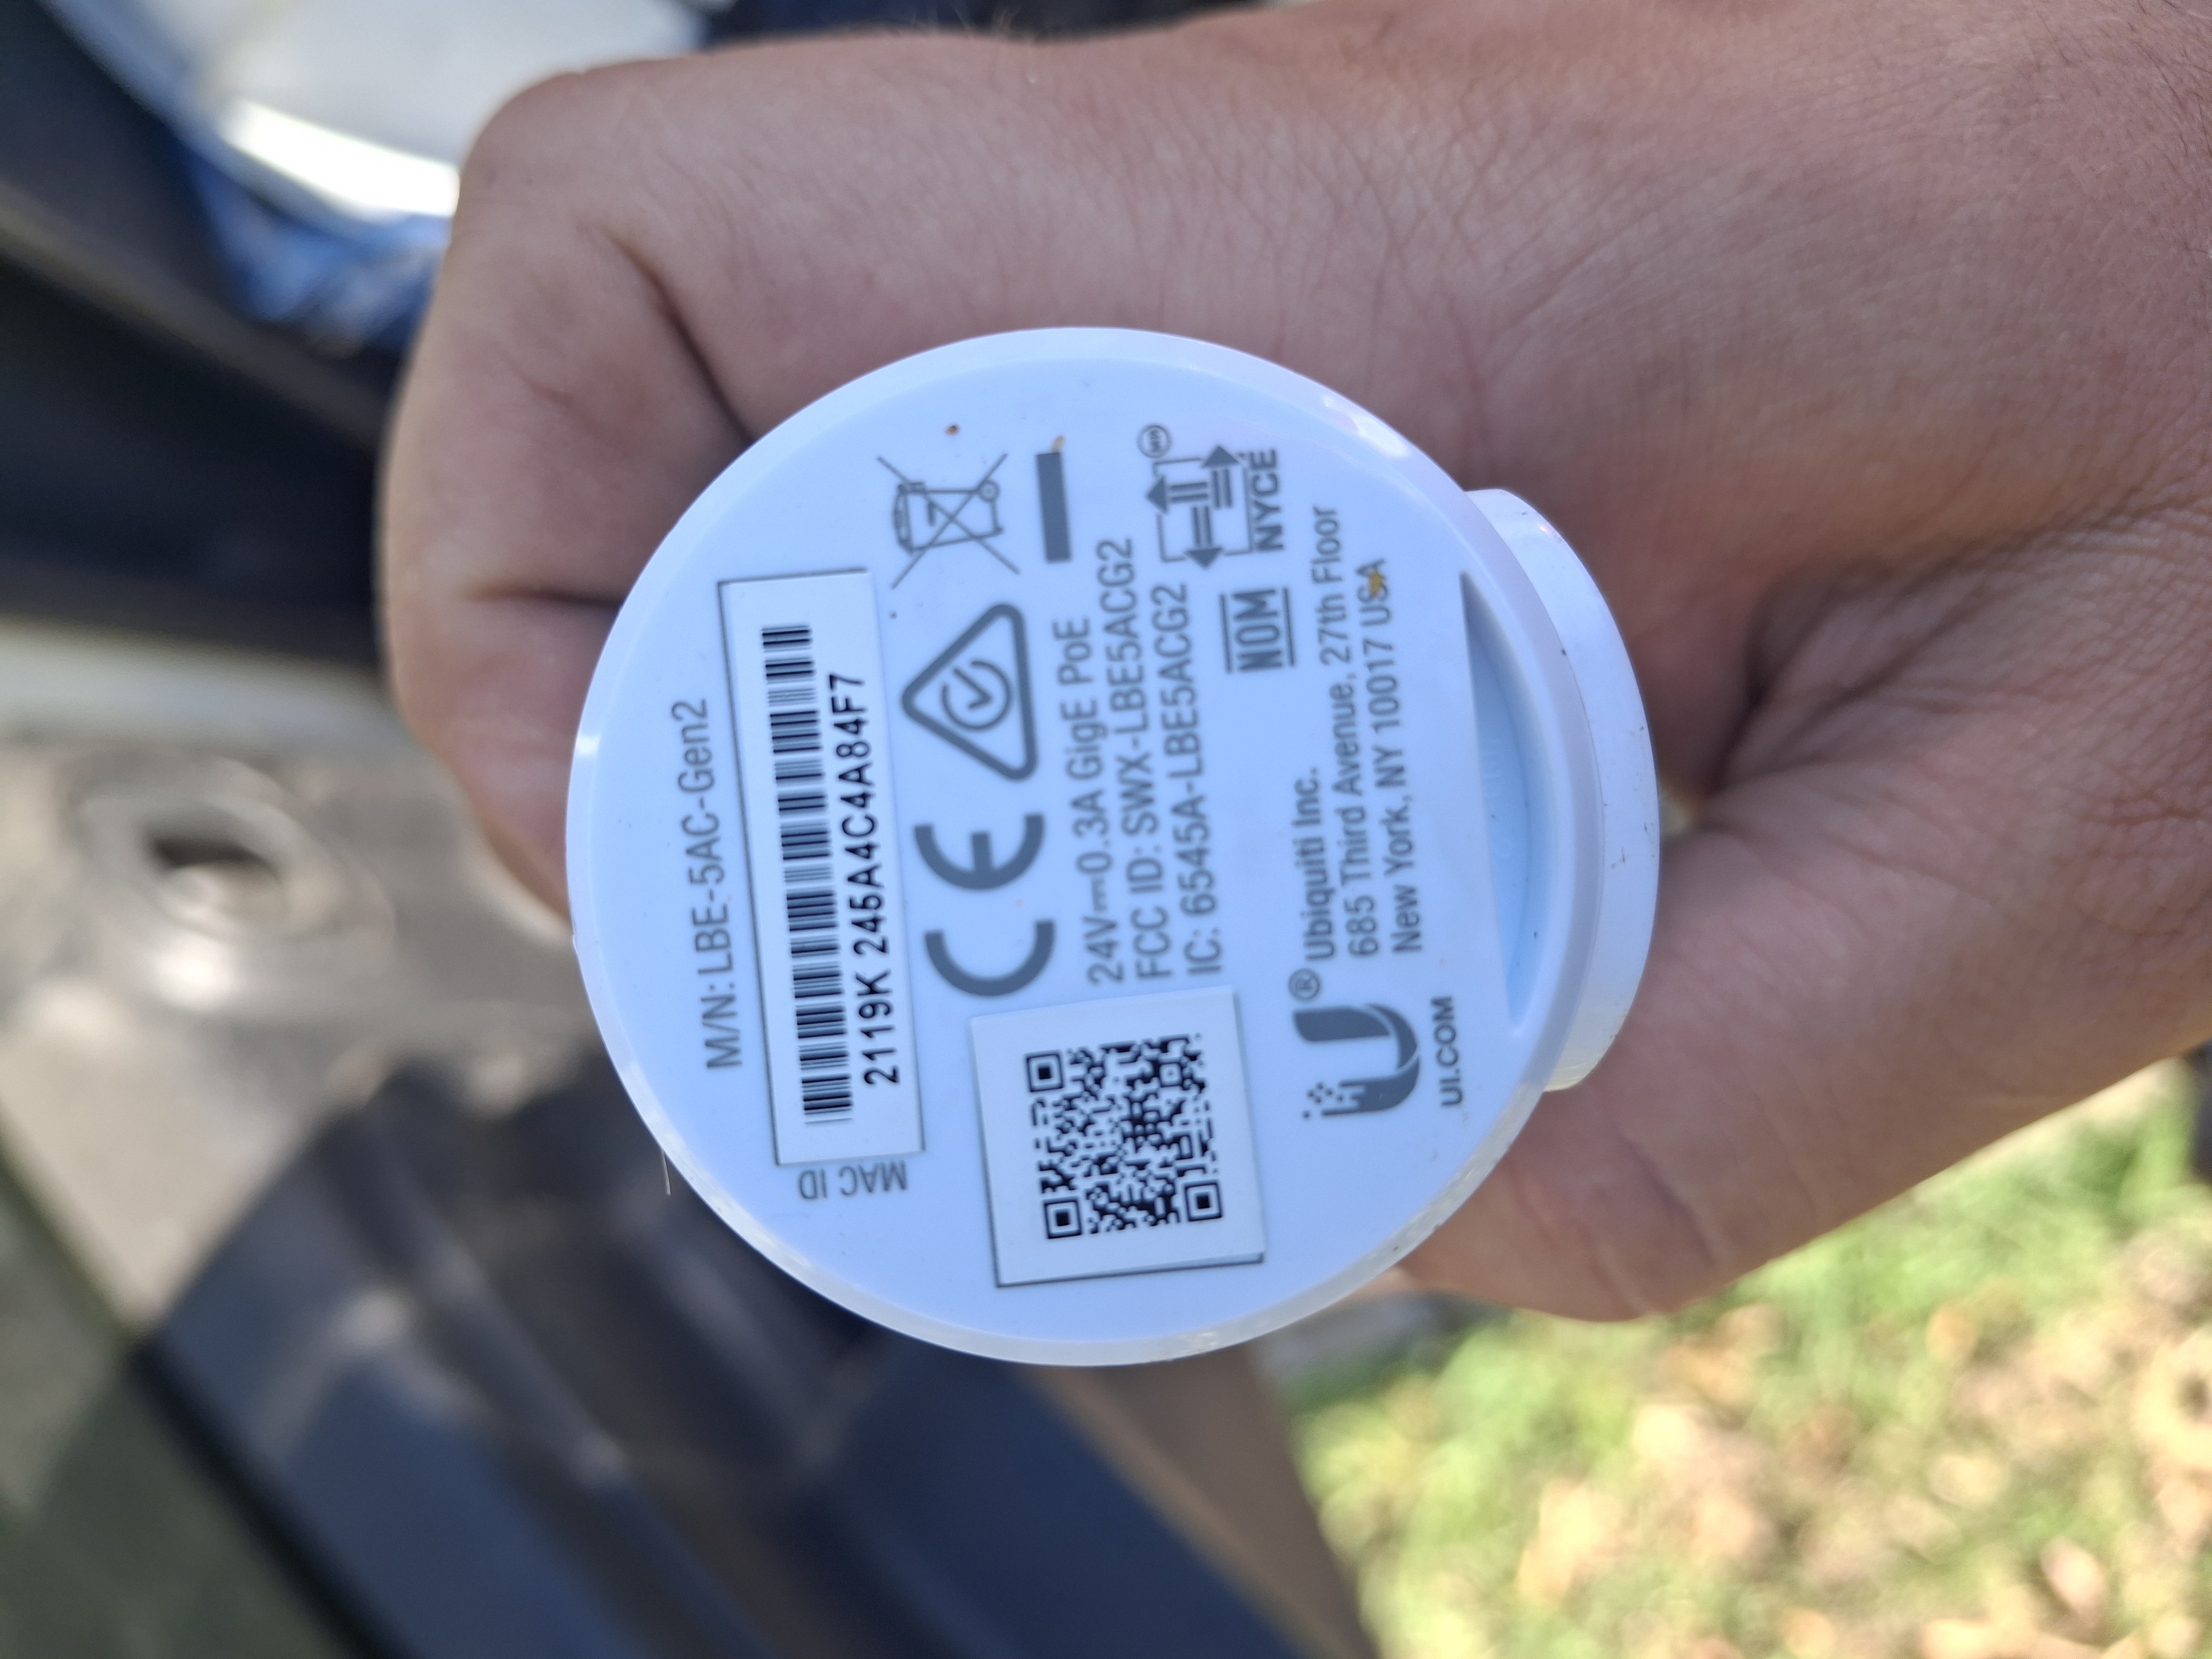 M/N: LBE-5AC-Gen2
MAC ID
2119K 245A4C4A84F7
24V⎓0.3A GigE PoE
FCC ID: SWX-LBE5ACG2
IC: 6545A-LBE5ACG2
NOM
NYCE
Ubiquiti Inc.
685 Third Avenue, 27th Floor
New York, NY 10017 USA
UI.COM